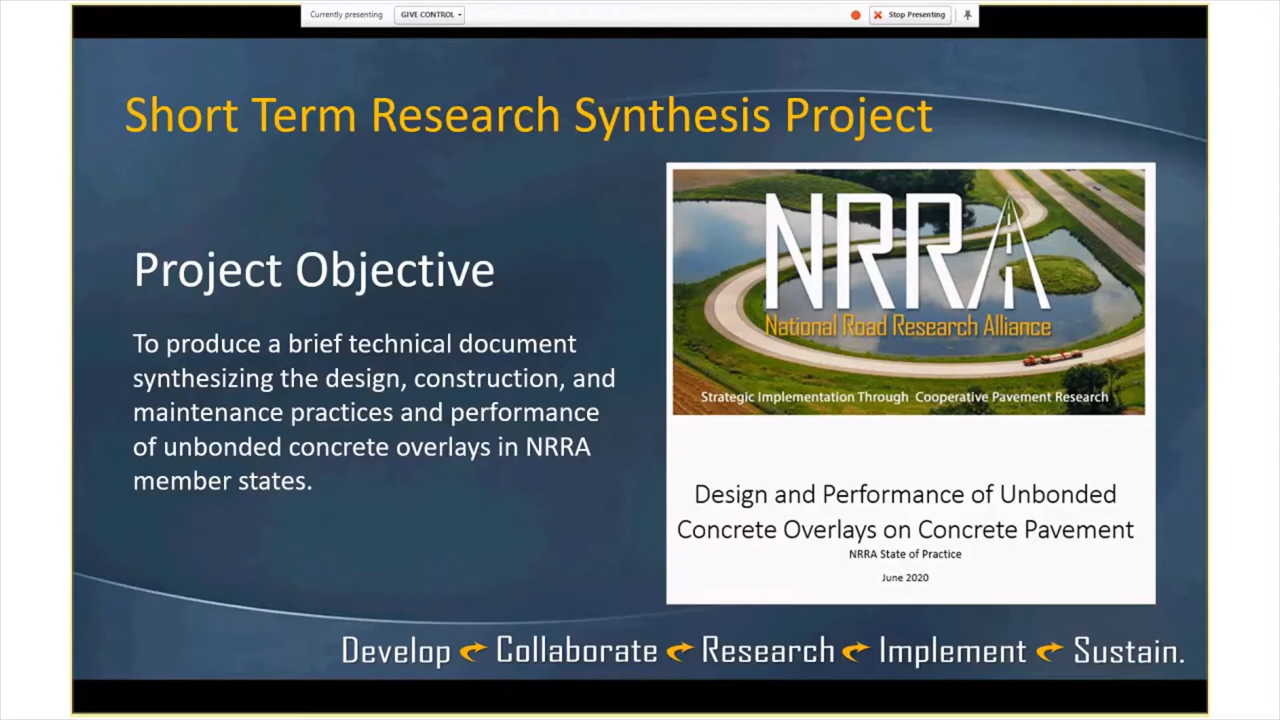 Currently presenting
GIVE CONTROL
Stop Presenting
Short Term Research Synthesis Project
Project Objective
To produce a brief technical document
synthesizing the design, construction, and
maintenance practices and performance
of unbonded concrete overlays in NRRA
member states.
NRRA
National Road Research Alliance
Strategic Implementation Through Cooperative Pavement Research
Design and Performance of Unbonded
Concrete Overlays on Concrete Pavement
NRRA State of Practice
June 2020
Develop Collaborate Research Implement Sustain.